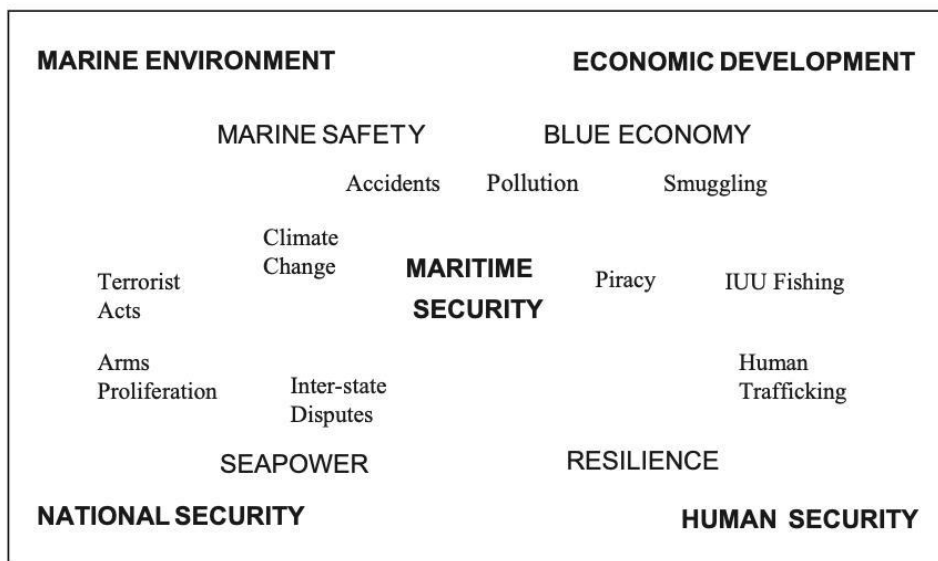 MARINE ENVIRONMENT
ECONOMIC DEVELOPMENT
MARINE SAFETY
BLUE ECONOMY
Accidents
Pollution
Smuggling
Climate
Change
Terrorist
Acts
MARITIME
SECURITY
Piracy
IUU Fishing
Arms
Proliferation
Inter-state
Disputes
Human
Trafficking
SEAPOWER
RESILIENCE
NATIONAL SECURITY
HUMAN SECURITY